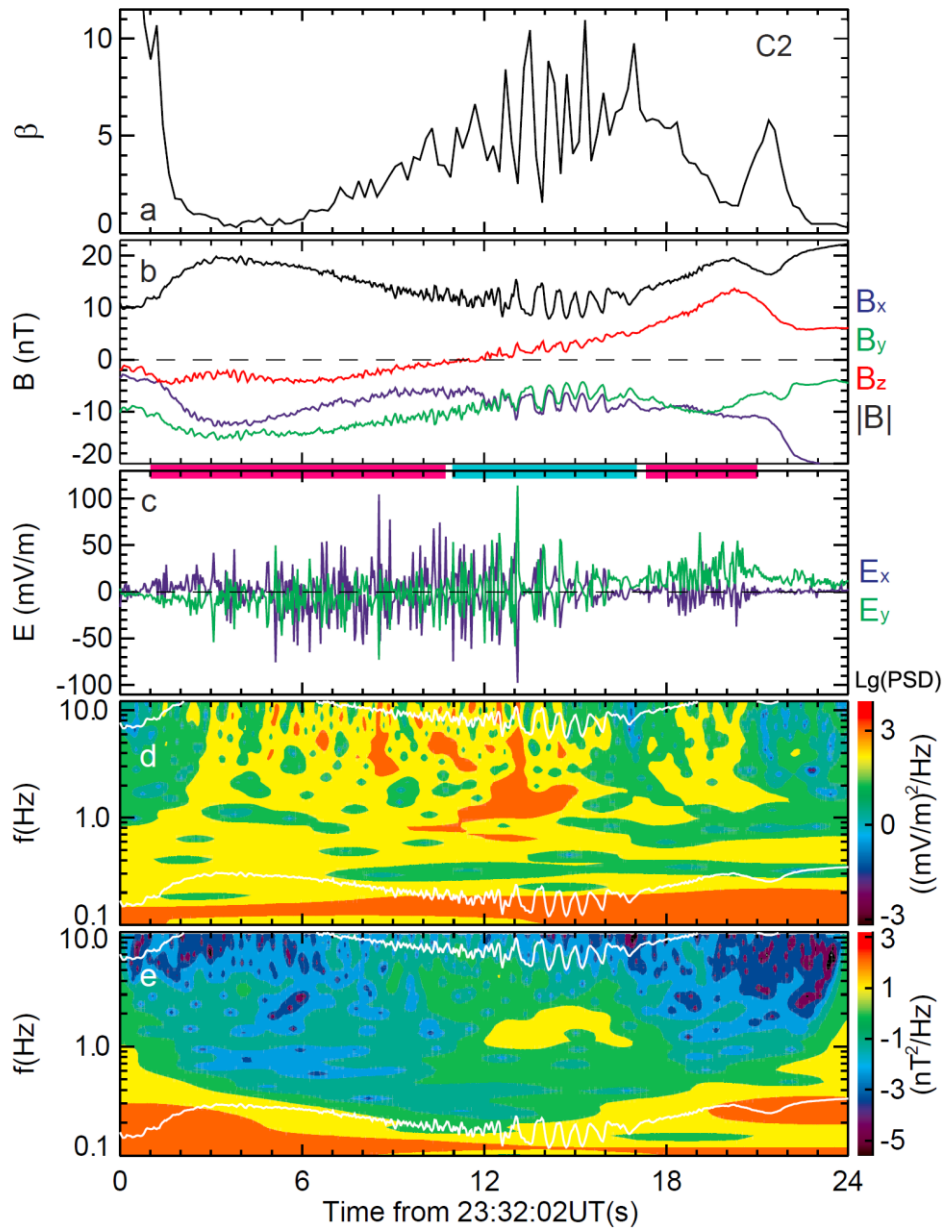 10
5
0
β
C2
a
20
10
0
-10
-20
B (nT)
b
Bx
By
Bz
|B|
100
50
0
-50
-100
E (mV/m)
c
Ex
Ey
Lg(PSD)
10.0
1.0
0.1
f(Hz)
d
3
0
-3
((mV/m)²/Hz)
10.0
1.0
0.1
f(Hz)
e
3
1
-1
-3
-5
(nT²/Hz)
0 6 12 18 24
Time from 23:32:02UT(s)